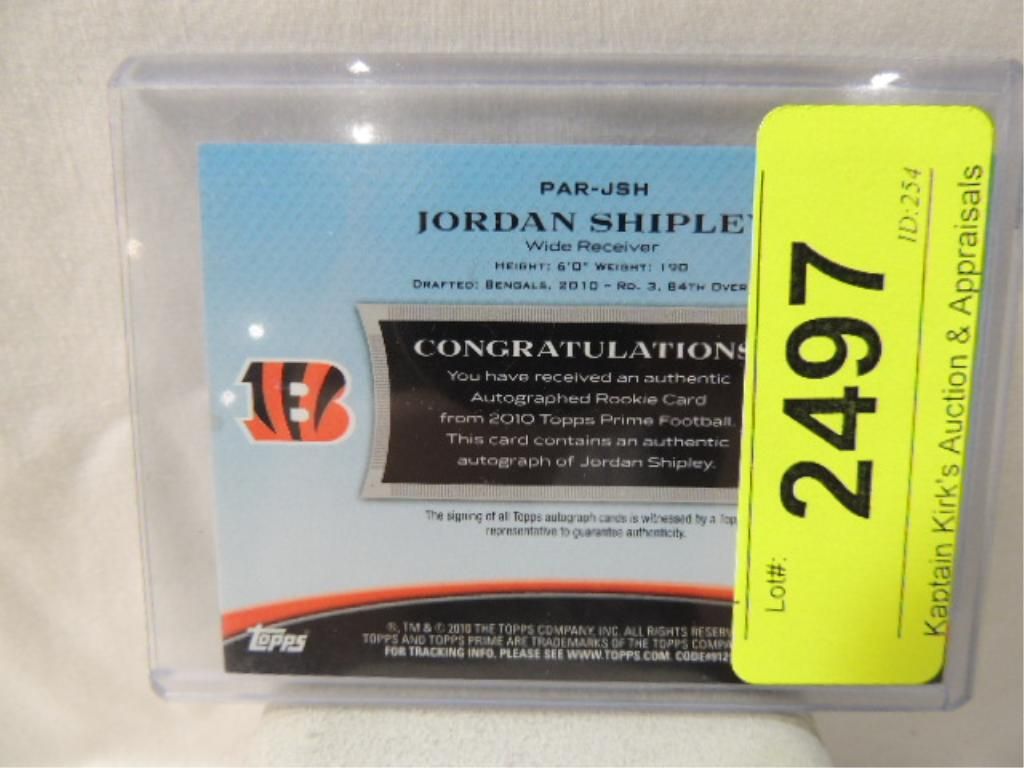 PAR-JSH
JORDAN SHIPLEY
Wide Receiver
HEIGHT: 6'0" WEIGHT: 190
DRAFTED: BENGALS, 2010 - RD. 3, 84TH OVER
B
CONGRATULATIONS
You have received an authentic
Autographed Rookie Card
from 2010 Topps Prime Football.
This card contains an authentic
autograph of Jordan Shipley.
The signing of all Topps autograph cards is witnessed by a Top
representative to guarantee authenticity.
®, TM & © 2010 THE TOPPS COMPANY, INC. ALL RIGHTS RESERV
TOPPS AND TOPPS PRIME ARE TRADEMARKS OF THE TOPPS COMPA
FOR TRACKING INFO. PLEASE SEE WWW.TOPPS.COM. CODE#912
Topps
Lot#:
2497
ID:254
Kaptain Kirk's Auction & Appraisals